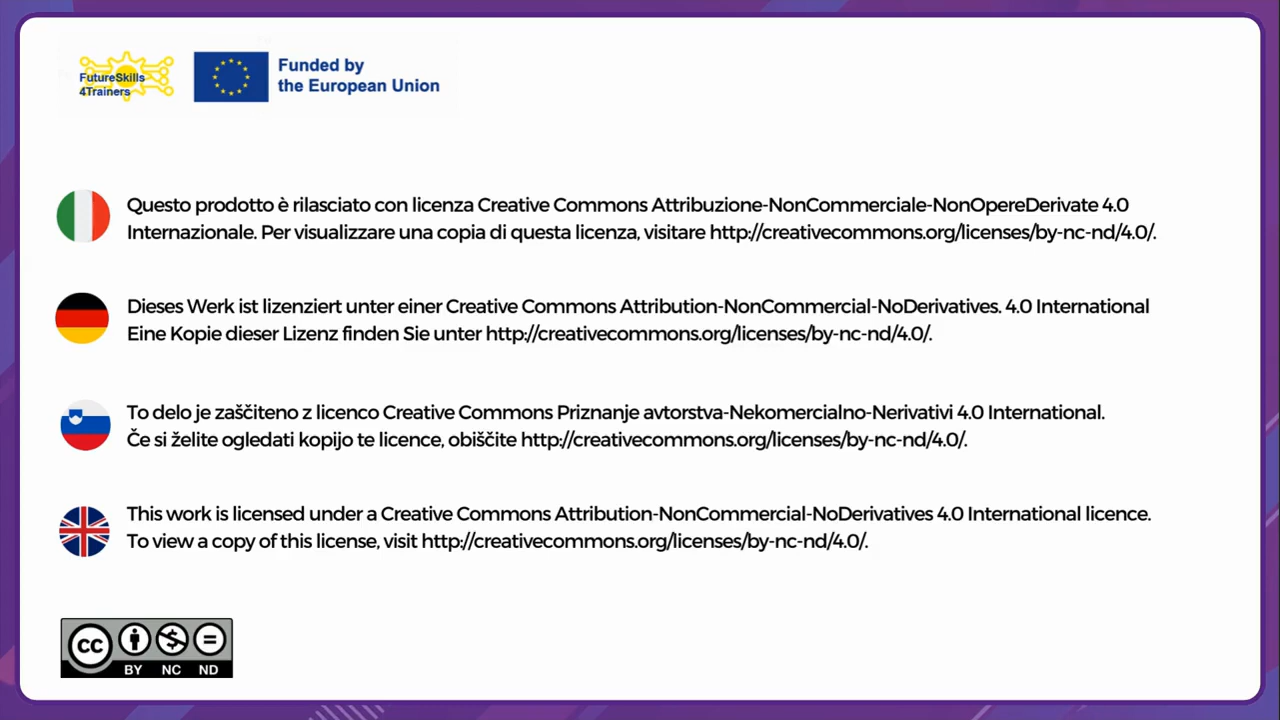 FutureSkills
4Trainers
Funded by
the European Union
Questo prodotto è rilasciato con licenza Creative Commons Attribuzione-NonCommerciale-NonOpereDerivate 4.0
Internazionale. Per visualizzare una copia di questa licenza, visitare http://creativecommons.org/licenses/by-nc-nd/4.0/.
Dieses Werk ist lizenziert unter einer Creative Commons Attribution-NonCommercial-NoDerivatives. 4.0 International
Eine Kopie dieser Lizenz finden Sie unter http://creativecommons.org/licenses/by-nc-nd/4.0/.
To delo je zaščiteno z licenco Creative Commons Priznanje avtorstva-Nekomercialno-Nerivativi 4.0 International.
Če si želite ogledati kopijo te licence, obiščite http://creativecommons.org/licenses/by-nc-nd/4.0/.
This work is licensed under a Creative Commons Attribution-NonCommercial-NoDerivatives 4.0 International licence.
To view a copy of this license, visit http://creativecommons.org/licenses/by-nc-nd/4.0/.
cc
BY NC ND